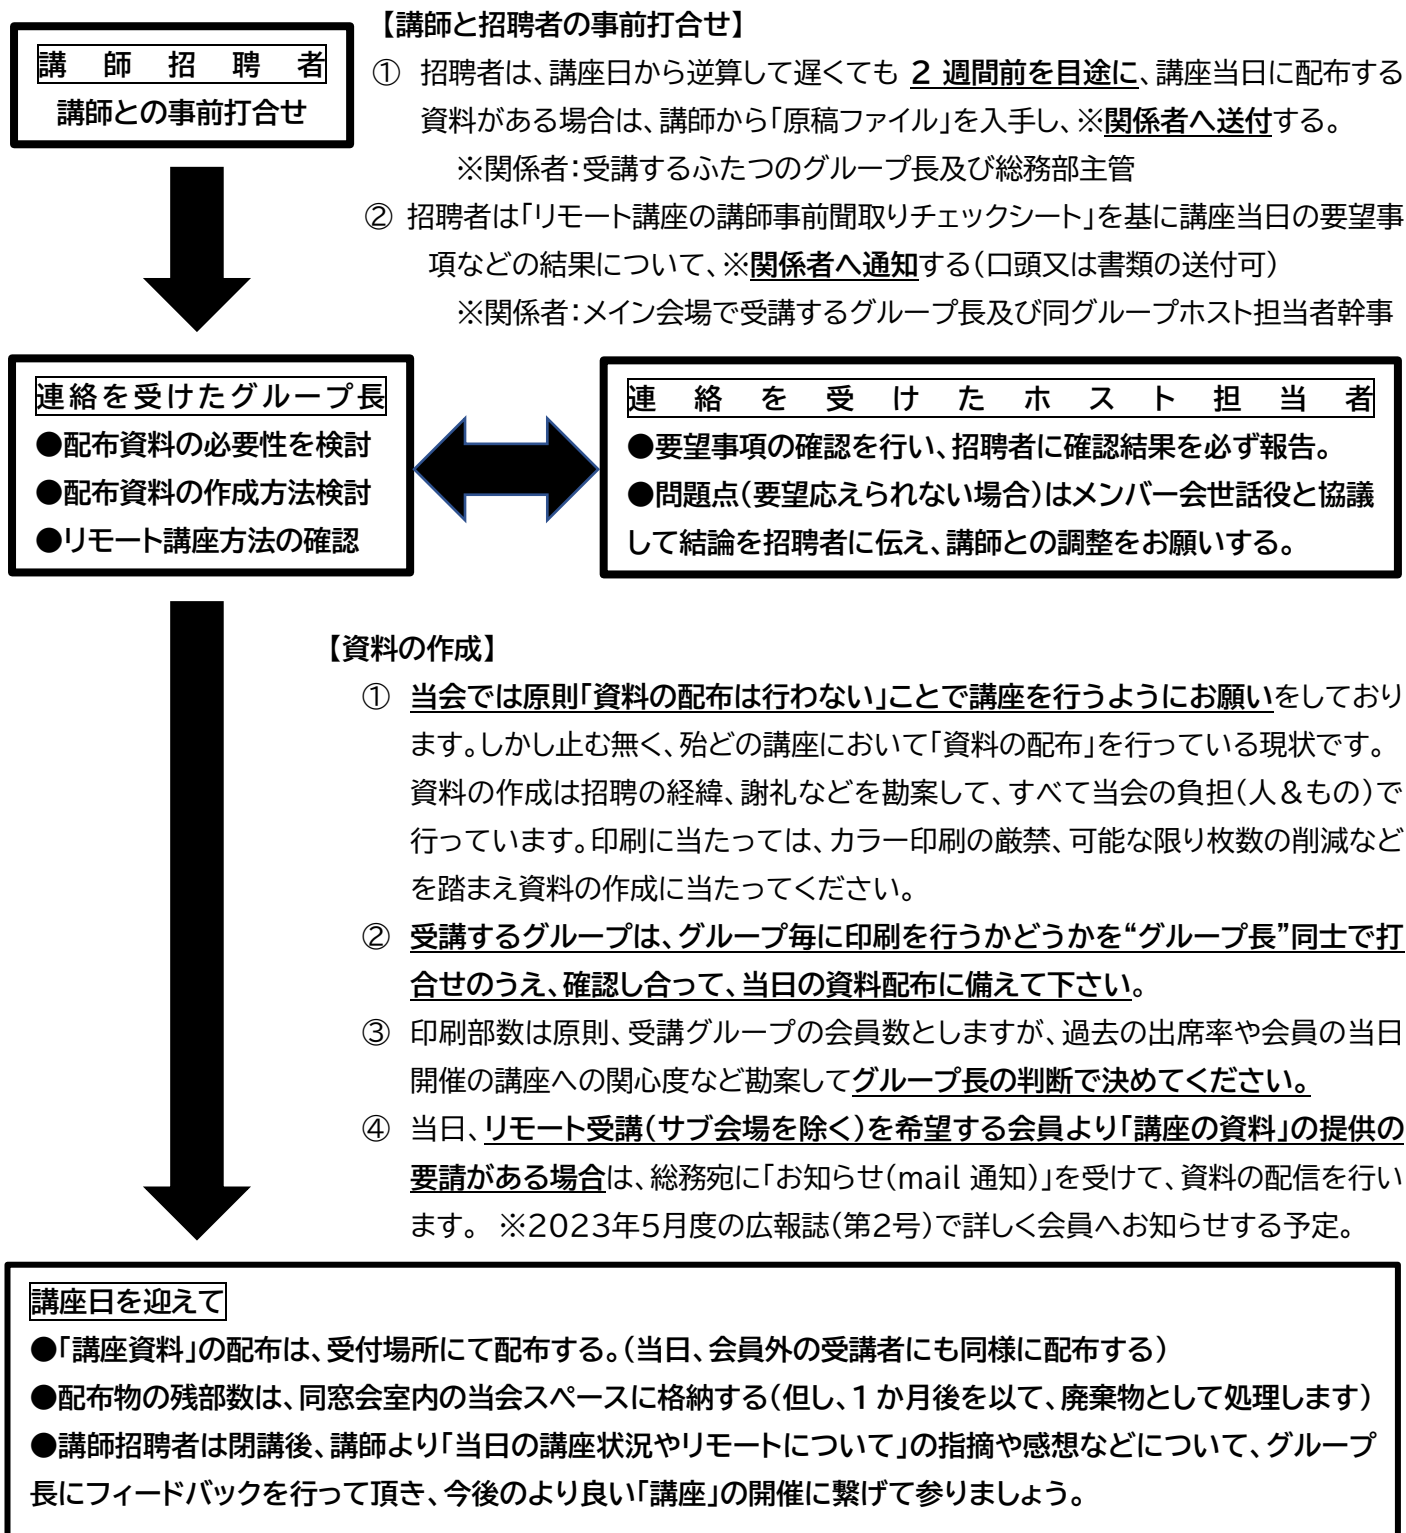 講師招聘者
講師との事前打合せ
【講師と招聘者の事前打合せ】
① 招聘者は、講座日から逆算して遅くても 2 週間前を目途に、講座当日に配布する
資料がある場合は、講師から「原稿ファイル」を入手し、※関係者へ送付する。
※関係者：受講するふたつのグループ長及び総務部主管
② 招聘者は「リモート講座の講師事前聞取りチェックシート」を基に講座当日の要望事
項などの結果について、※関係者へ通知する（口頭又は書類の送付可）
※関係者：メイン会場で受講するグループ長及び同グループホスト担当者幹事
連絡を受けたグループ長
●配布資料の必要性を検討
●配布資料の作成方法検討
●リモート講座方法の確認
連絡を受けたホスト担当者
●要望事項の確認を行い、招聘者に確認結果を必ず報告。
●問題点（要望応えられない場合）はメンバー会世話役と協議
して結論を招聘者に伝え、講師との調整をお願いする。
【資料の作成】
① 当会では原則「資料の配布は行わない」ことで講座を行うようにお願いをしており
ます。しかし止む無く、殆どの講座において「資料の配布」を行っている現状です。
資料の作成は招聘の経緯、謝礼などを勘案して、すべて当会の負担（人＆もの）で
行っています。印刷に当たっては、カラー印刷の厳禁、可能な限り枚数の削減など
を踏まえ資料の作成に当たってください。
② 受講するグループは、グループ毎に印刷を行うかどうかを“グループ長”同士で打
合せのうえ、確認し合って、当日の資料配布に備えて下さい。
③ 印刷部数は原則、受講グループの会員数としますが、過去の出席率や会員の当日
開催の講座への関心度など勘案してグループ長の判断で決めてください。
④ 当日、リモート受講（サブ会場を除く）を希望する会員より「講座の資料」の提供の
要請がある場合は、総務宛に「お知らせ（mail 通知）」を受けて、資料の配信を行い
ます。 ※2023年5月度の広報誌（第2号）で詳しく会員へお知らせする予定。
講座日を迎えて
●「講座資料」の配布は、受付場所にて配布する。（当日、会員外の受講者にも同様に配布する）
●配布物の残部数は、同窓会室内の当会スペースに格納する（但し、1 か月後を以て、廃棄物として処理します）
●講師招聘者は閉講後、講師より「当日の講座状況やリモートについて」の指摘や感想などについて、グループ
長にフィードバックを行って頂き、今後のより良い「講座」の開催に繋げて参りましょう。